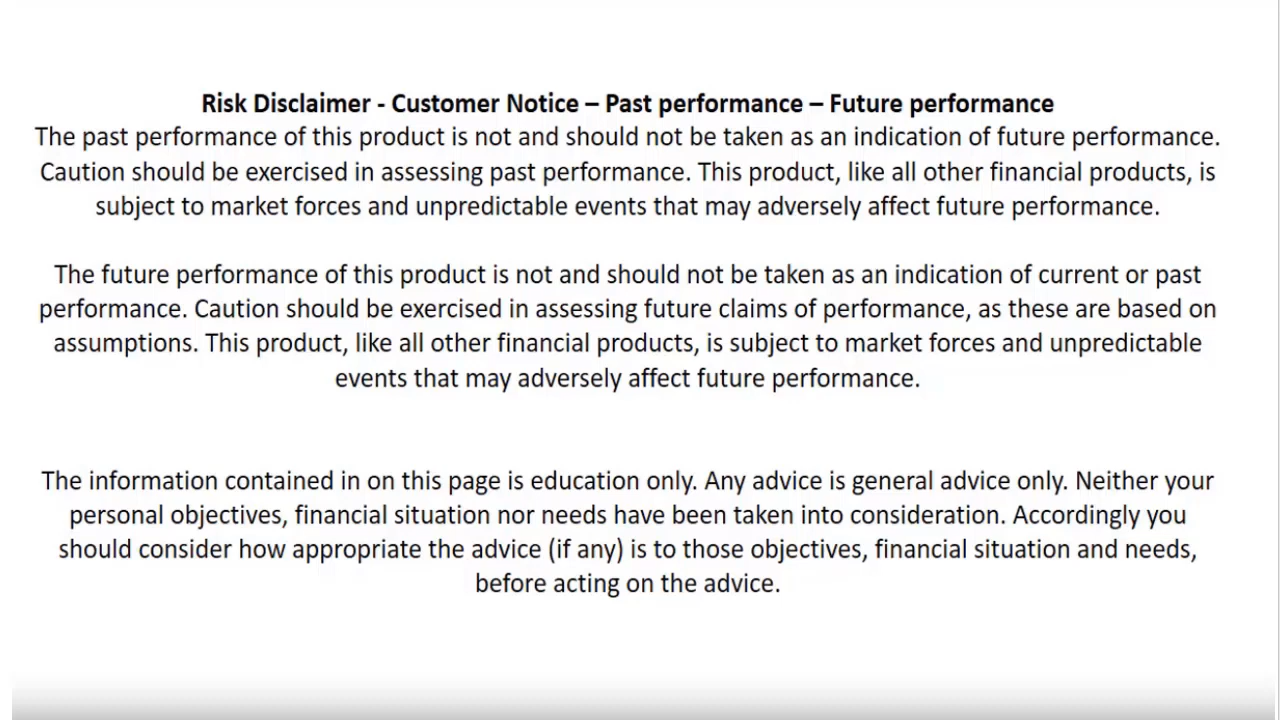 Risk Disclaimer - Customer Notice – Past performance – Future performance
The past performance of this product is not and should not be taken as an indication of future performance.
Caution should be exercised in assessing past performance. This product, like all other financial products, is
subject to market forces and unpredictable events that may adversely affect future performance.
The future performance of this product is not and should not be taken as an indication of current or past
performance. Caution should be exercised in assessing future claims of performance, as these are based on
assumptions. This product, like all other financial products, is subject to market forces and unpredictable
events that may adversely affect future performance.
The information contained in on this page is education only. Any advice is general advice only. Neither your
personal objectives, financial situation nor needs have been taken into consideration. Accordingly you
should consider how appropriate the advice (if any) is to those objectives, financial situation and needs,
before acting on the advice.